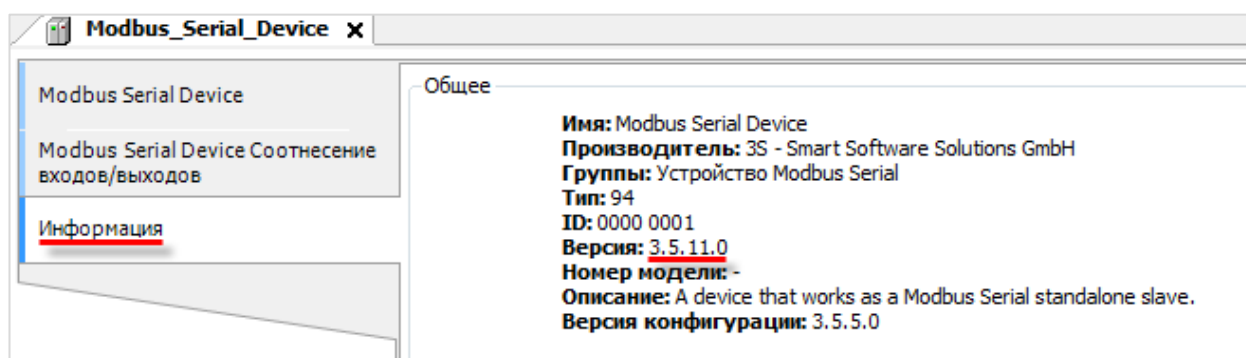 Modbus_Serial_Device X
Modbus Serial Device
Modbus Serial Device Соотнесение
входов/выходов
Информация
Общее
Имя: Modbus Serial Device
Производитель: 3S - Smart Software Solutions GmbH
Группы: Устройство Modbus Serial
Тип: 94
ID: 0000 0001
Версия: 3.5.11.0
Номер модели: -
Описание: A device that works as a Modbus Serial standalone slave.
Версия конфигурации: 3.5.5.0